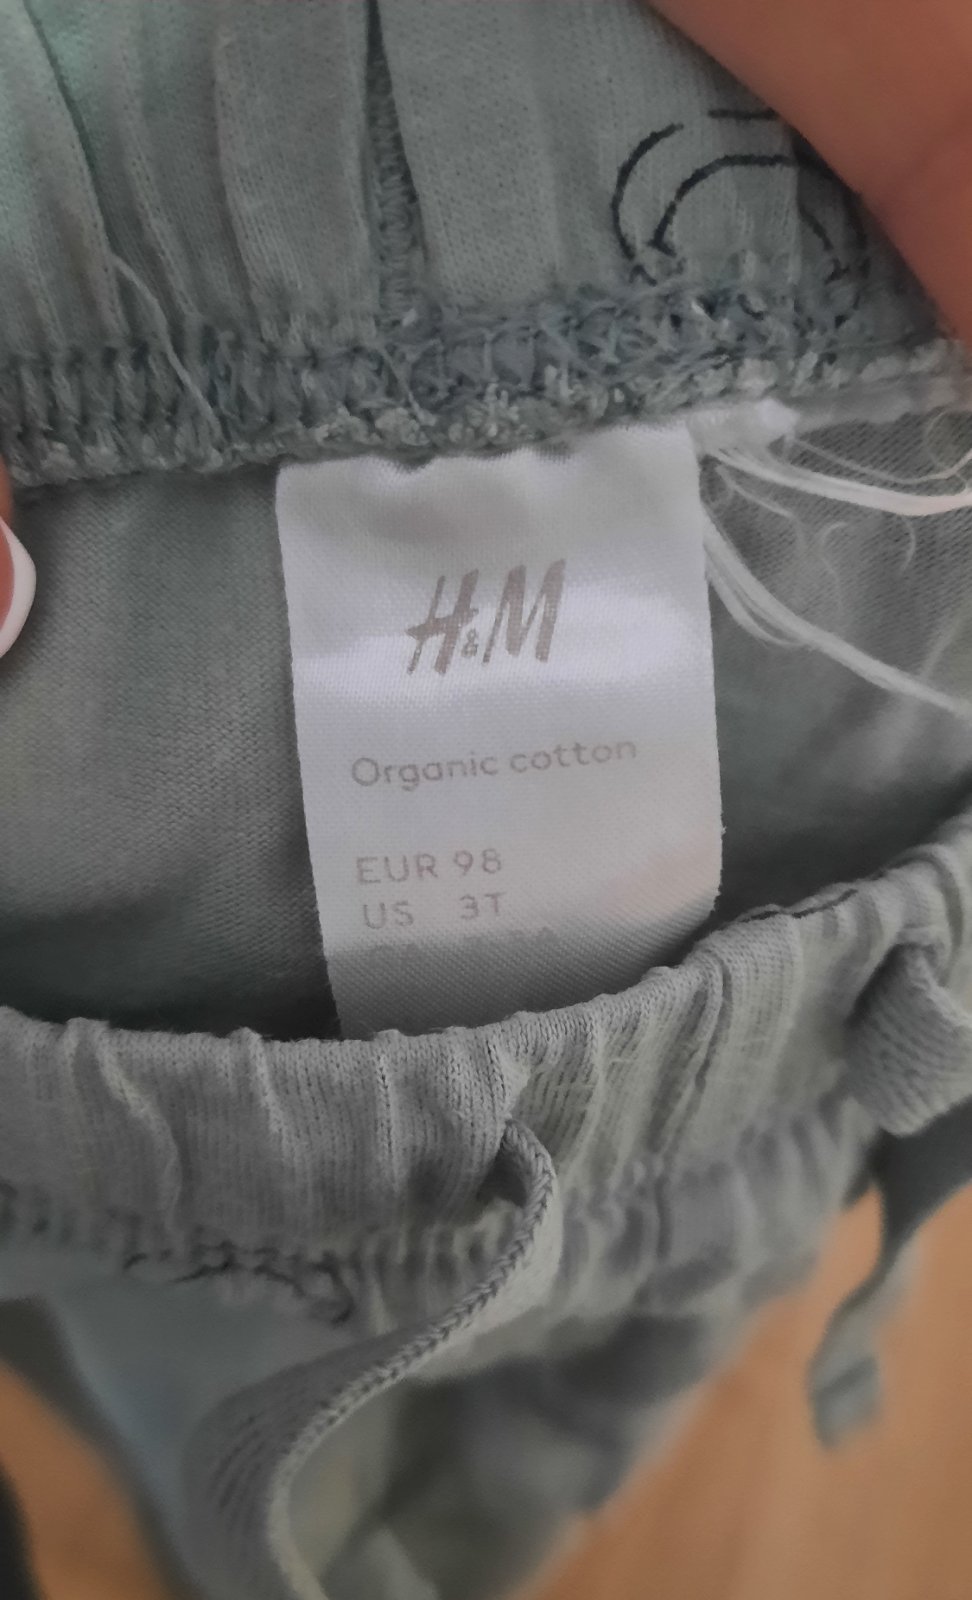 H&M
Organic cotton
EUR 98
US 3T